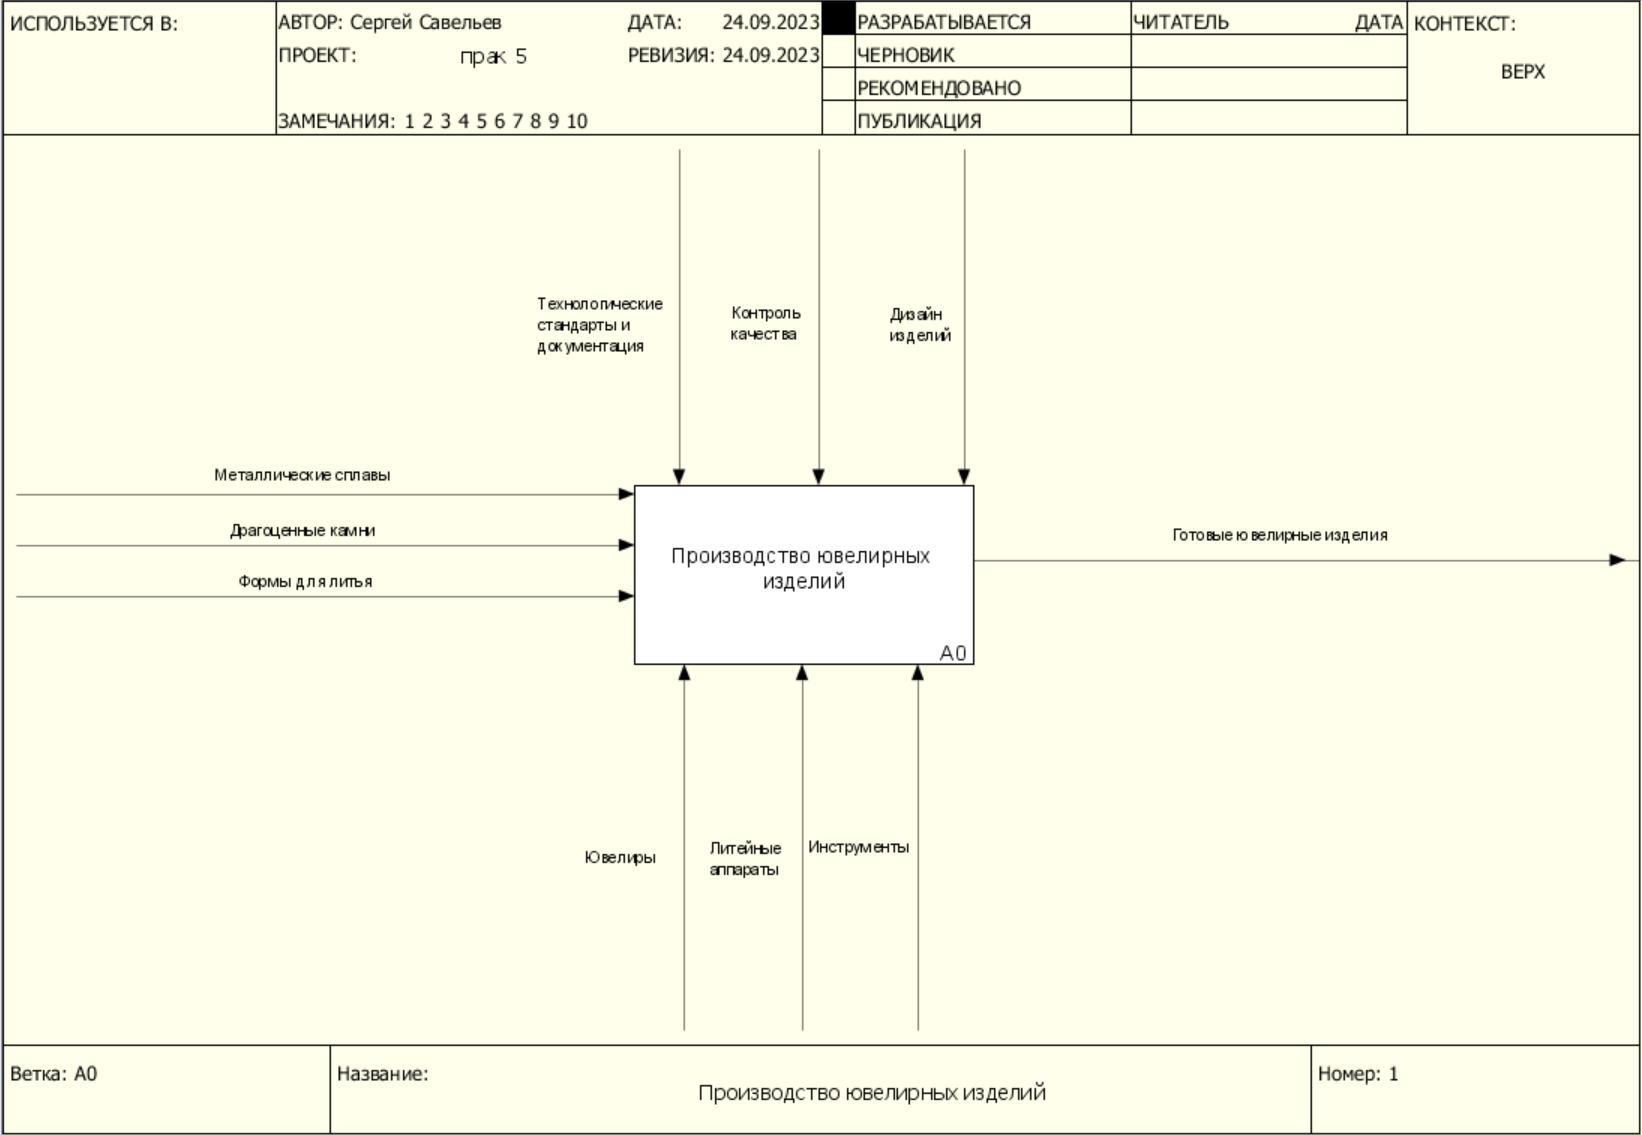 ИСПОЛЬЗУЕТСЯ В:
АВТОР: Сергей Савельев
ДАТА: 24.09.2023
ПРОЕКТ: прак 5
РЕВИЗИЯ: 24.09.2023
ЗАМЕЧАНИЯ: 1 2 3 4 5 6 7 8 9 10
РАЗРАБАТЫВАЕТСЯ
ЧЕРНОВИК
РЕКОМЕНДОВАНО
ПУБЛИКАЦИЯ
ЧИТАТЕЛЬ
ДАТА
КОНТЕКСТ:
ВЕРХ
Технологические
стандарты и
документация
Контроль
качества
Дизайн
изделий
Металлические сплавы
Драгоценные камни
Формы для литья
Производство ювелирных
изделий
A0
Готовые ювелирные изделия
Ювелиры
Литейные
аппараты
Инструменты
Ветка: A0
Название:
Производство ювелирных изделий
Номер: 1